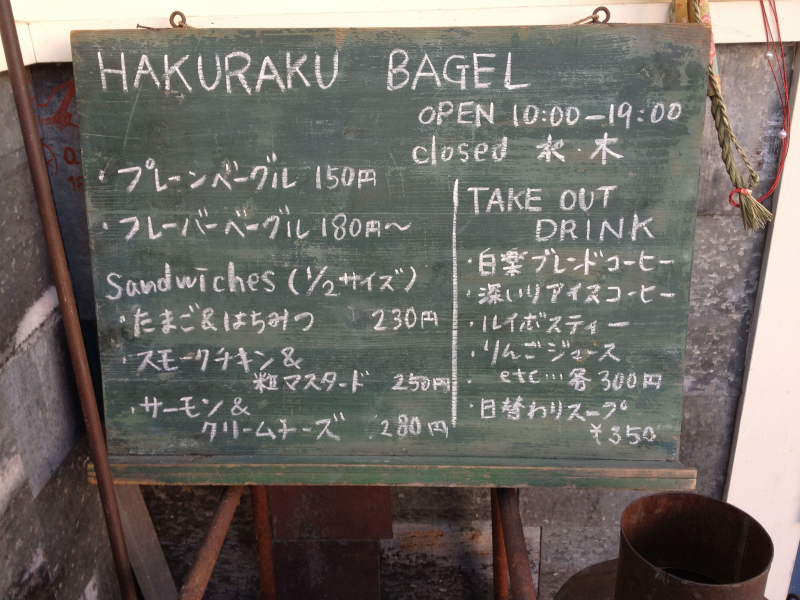 HAKURAKU BAGEL
OPEN 10:00-19:00
closed 水・木
・プレーンベーグル 150円
・フレーバーベーグル 180円〜
Sandwiches (1/2サイズ)
・たまご&はちみつ 230円
・スモークチキン&
粒マスタード 250円
・サーモン&
クリームチーズ 280円
TAKE OUT
DRINK
・白楽ブレンドコーヒー
・深いりアイスコーヒー
・ルイボスティー
・りんごジュース
・etc…各300円
・日替わりスープ
¥350